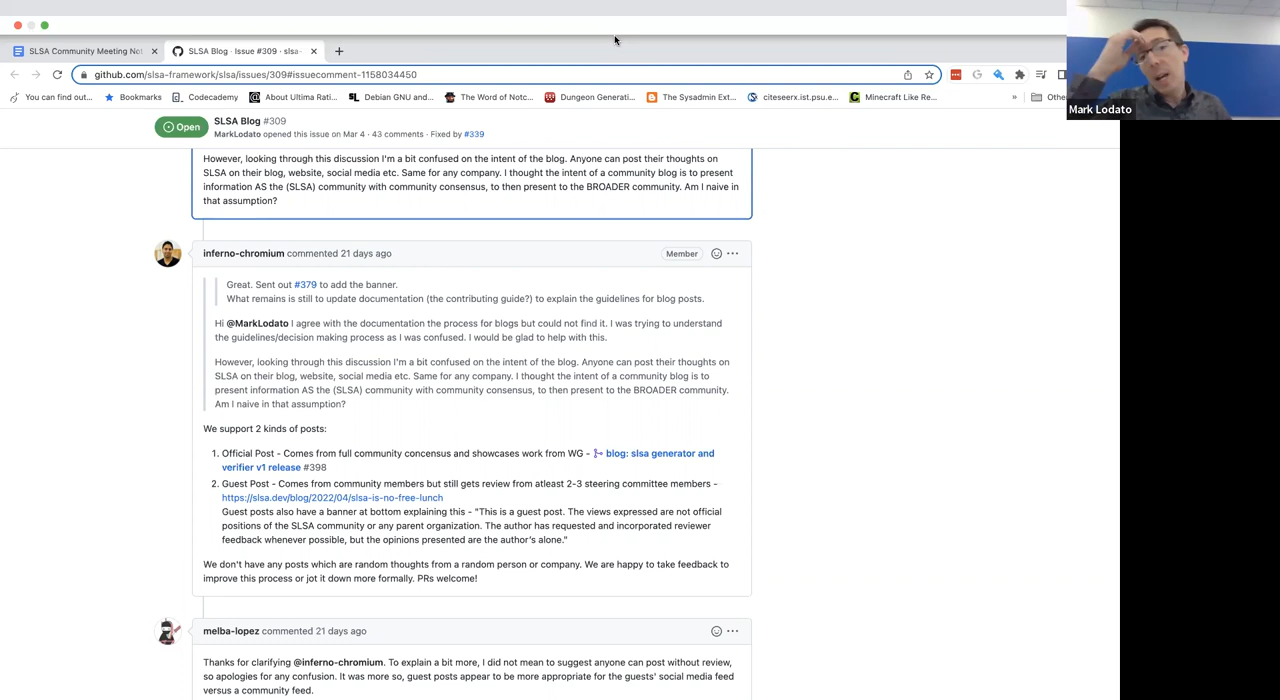 SLSA Community Meeting Not
SLSA Blog · Issue #309 · slsa-
github.com/slsa-framework/slsa/issues/309#issuecomment-1158034450
You can find out...
Bookmarks
Codecademy
About Ultima Rati...
Debian GNU and...
The Word of Notc...
Dungeon Generati...
The Sysadmin Ext...
citeseerx.ist.psu.e...
Minecraft Like Re...
»
Othe
Mark Lodato
Open
SLSA Blog #309
MarkLodato opened this issue on Mar 4 · 43 comments · Fixed by #339
However, looking through this discussion I'm a bit confused on the intent of the blog. Anyone can post their thoughts on
SLSA on their blog, website, social media etc. Same for any company. I thought the intent of a community blog is to present
information AS the (SLSA) community with community consensus, to then present to the BROADER community. Am I naive in
that assumption?
inferno-chromium commented 21 days ago
Member
Great. Sent out #379 to add the banner.
What remains is still to update documentation (the contributing guide?) to explain the guidelines for blog posts.
Hi @MarkLodato I agree with the documentation the process for blogs but could not find it. I was trying to understand
the guidelines/decision making process as I was confused. I would be glad to help with this.
However, looking through this discussion I'm a bit confused on the intent of the blog. Anyone can post their thoughts on
SLSA on their blog, website, social media etc. Same for any company. I thought the intent of a community blog is to
present information AS the (SLSA) community with community consensus, to then present to the BROADER community.
Am I naive in that assumption?
We support 2 kinds of posts:
1. Official Post - Comes from full community concensus and showcases work from WG - blog: slsa generator and
verifier v1 release #398
2. Guest Post - Comes from community members but still gets review from atleast 2-3 steering committee members -
https://slsa.dev/blog/2022/04/slsa-is-no-free-lunch
Guest posts also have a banner at bottom explaining this - "This is a guest post. The views expressed are not official
positions of the SLSA community or any parent organization. The author has requested and incorporated reviewer
feedback whenever possible, but the opinions presented are the author's alone."
We don't have any posts which are random thoughts from a random person or company. We are happy to take feedback to
improve this process or jot it down more formally. PRs welcome!
melba-lopez commented 21 days ago
Thanks for clarifying @inferno-chromium. To explain a bit more, I did not mean to suggest anyone can post without review,
so apologies for any confusion. It was more so, guest posts appear to be more appropriate for the guests' social media feed
versus a community feed.